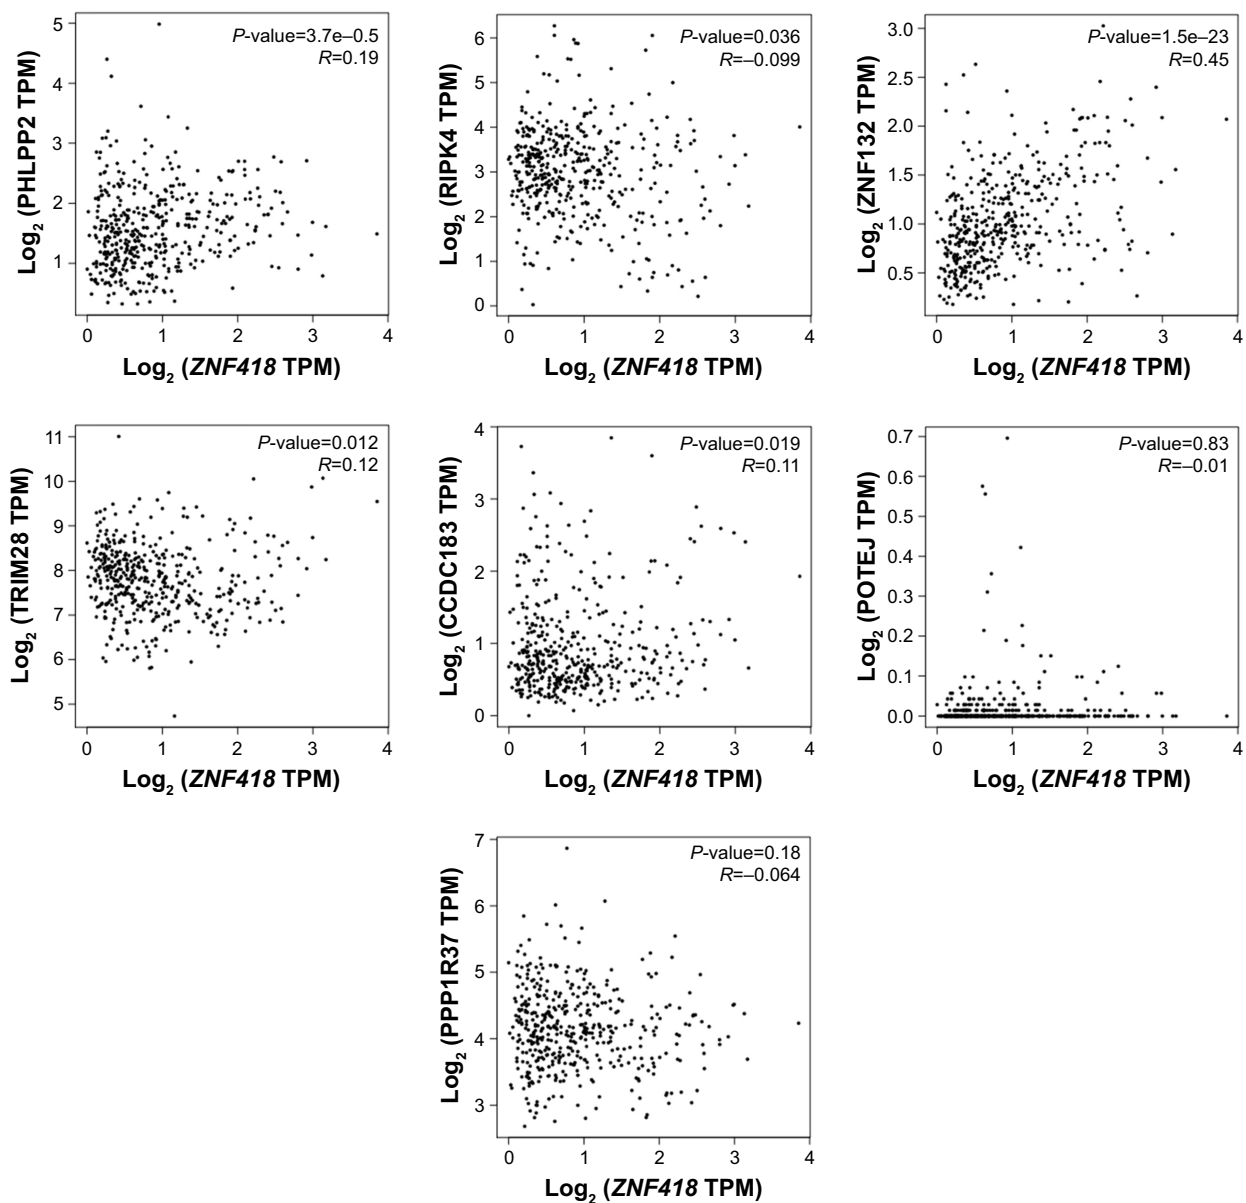 P-value=3.7e–0.5
R=0.19
Log2 (PHLPP2 TPM)
5
4
3
2
1
0 1 2 3 4
Log2 (ZNF418 TPM)
P-value=0.036
R=–0.099
Log2 (RIPK4 TPM)
6
5
4
3
2
1
0
0 1 2 3 4
Log2 (ZNF418 TPM)
P-value=1.5e–23
R=0.45
Log2 (ZNF132 TPM)
3.0
2.5
2.0
1.5
1.0
0.5
0 1 2 3 4
Log2 (ZNF418 TPM)
P-value=0.012
R=0.12
Log2 (TRIM28 TPM)
11
10
9
8
7
6
5
0 1 2 3 4
Log2 (ZNF418 TPM)
P-value=0.019
R=0.11
Log2 (CCDC183 TPM)
4
3
2
1
0
0 1 2 3 4
Log2 (ZNF418 TPM)
P-value=0.83
R=–0.01
Log2 (POTEJ TPM)
0.7
0.6
0.5
0.4
0.3
0.2
0.1
0.0
0 1 2 3 4
Log2 (ZNF418 TPM)
P-value=0.18
R=–0.064
Log2 (PPP1R37 TPM)
7
6
5
4
3
0 1 2 3 4
Log2 (ZNF418 TPM)